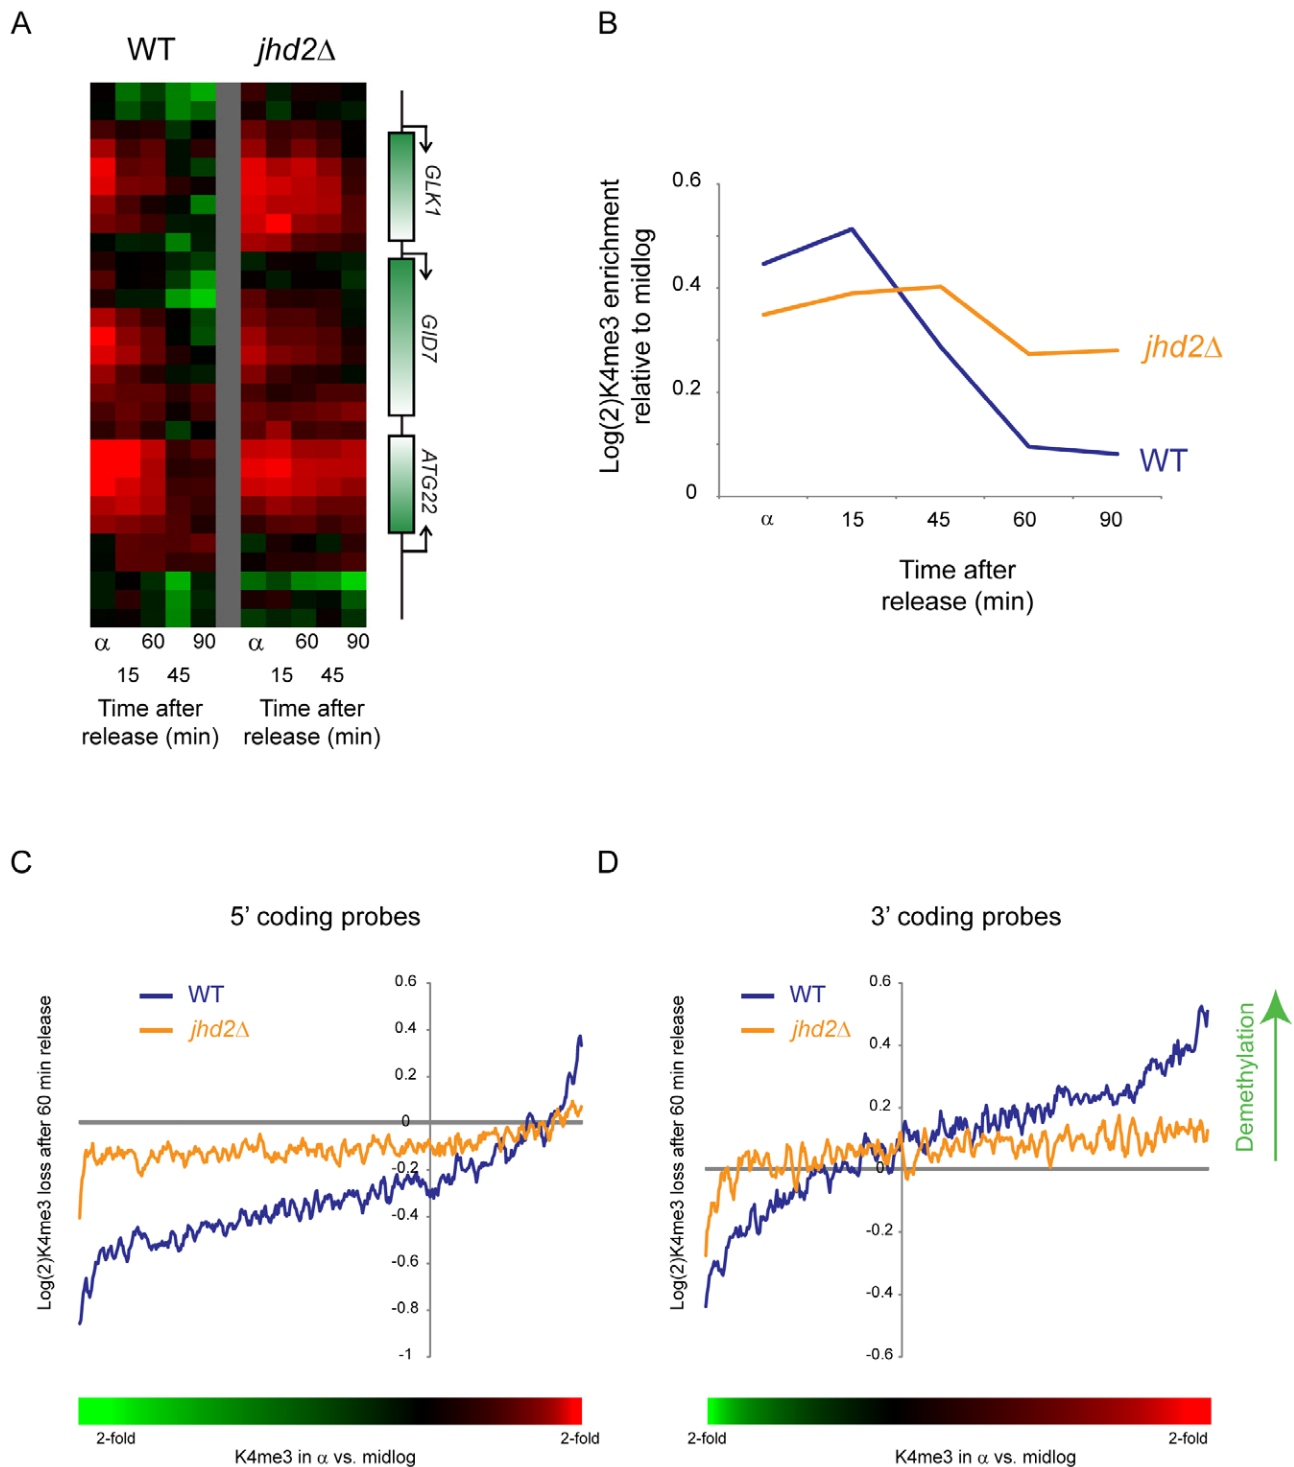 A
WT
jhd2Δ
GLK1
GID7
ATG22
α
60
90
α
60
90
15
45
15
45
Time after
release (min)
Time after
release (min)
B
Log(2)K4me3 enrichment
relative to midlog
0.6
0.4
0.2
0
jhd2Δ
WT
α
15
45
60
90
Time after
release (min)
C
5’ coding probes
WT
jhd2Δ
Log(2)K4me3 loss after 60 min release
0.6
0.4
0.2
0
-0.2
-0.4
-0.6
-0.8
-1
2-fold
2-fold
K4me3 in α vs. midlog
D
3’ coding probes
WT
jhd2Δ
Log(2)K4me3 loss after 60 min release
0.6
0.4
0.2
0
-0.2
-0.4
-0.6
Demethylation
2-fold
2-fold
K4me3 in α vs. midlog